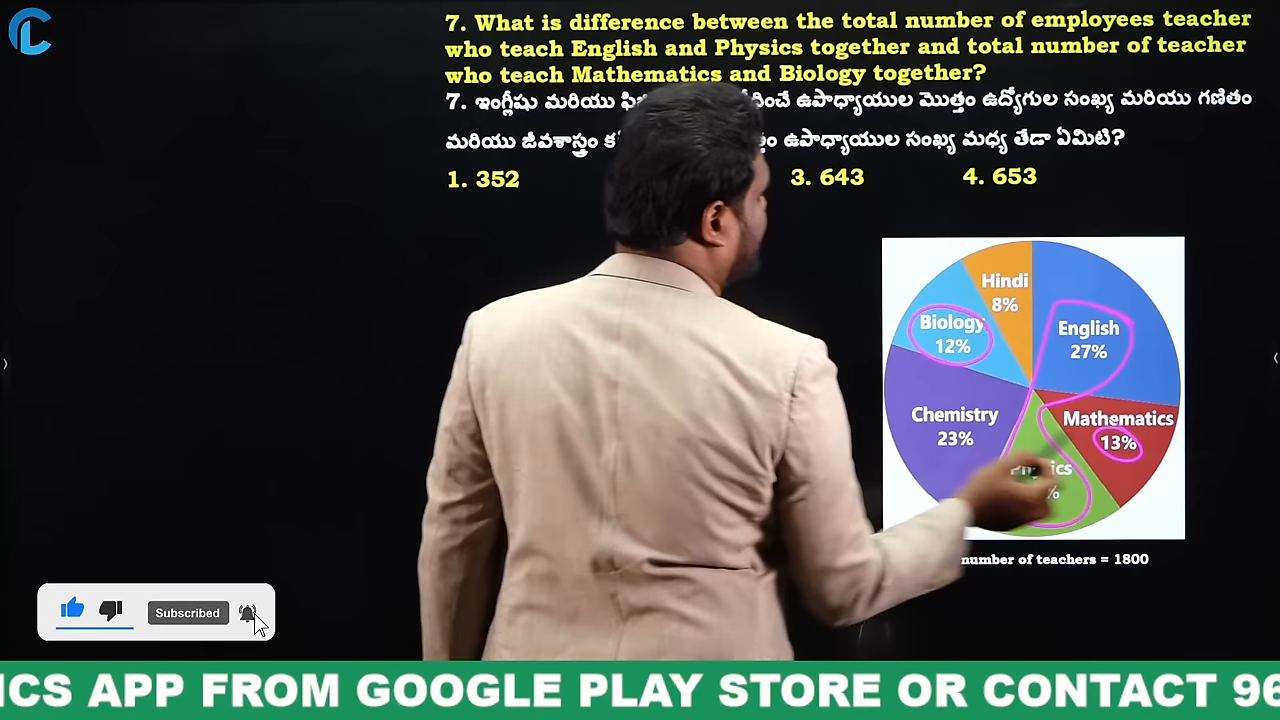 7. What is difference between the total number of employees teacher
who teach English and Physics together and total number of teacher
who teach Mathematics and Biology together?
7. ఇంగ్లీషు మరియు ఉపాధ్యాయుల మొత్తం ఉద్యోగుల సంఖ్య మరియు గణితం
మరియు జీవశాస్త్రం ఉపాధ్యాయుల సంఖ్య మధ్య తేడా ఏమిటి?
1. 352 3. 643 4. 653
Hindi
8%
Biology
12%
English
27%
Chemistry
23%
Mathematics
13%
number of teachers = 1800
Subscribed
ICS APP FROM GOOGLE PLAY STORE OR CONTACT 96